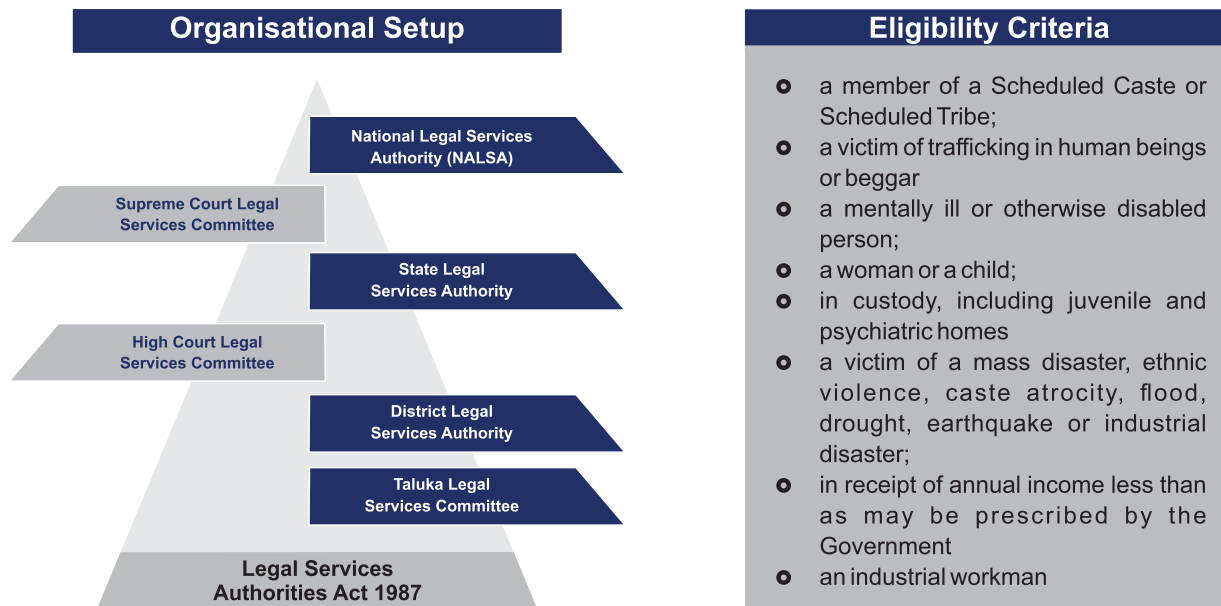 Organisational Setup
National Legal Services
Authority (NALSA)
Supreme Court Legal
Services Committee
State Legal
Services Authority
High Court Legal
Services Committee
District Legal
Services Authority
Taluka Legal
Services Committee
Legal Services
Authorities Act 1987
Eligibility Criteria
a member of a Scheduled Caste or
Scheduled Tribe;
a victim of trafficking in human beings
or beggar
a mentally ill or otherwise disabled
person;
a woman or a child;
in custody, including juvenile and
psychiatric homes
a victim of a mass disaster, ethnic
violence, caste atrocity, flood,
drought, earthquake or industrial
disaster;
in receipt of annual income less than
as may be prescribed by the
Government
an industrial workman